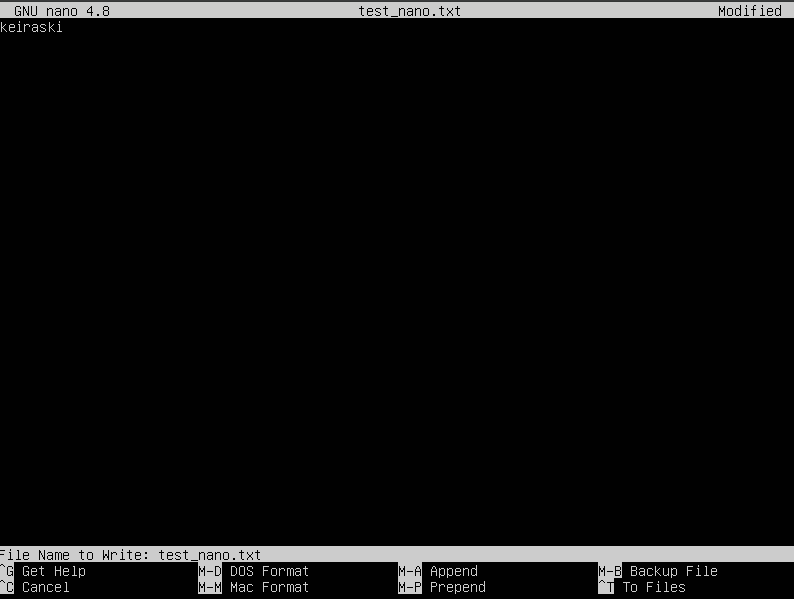 GNU nano 4.8 test_nano.txt Modified
keiraski
File Name to Write: test_nano.txt
^G Get Help M-D DOS Format M-A Append M-B Backup File
^C Cancel M-M Mac Format M-P Prepend ^T To Files